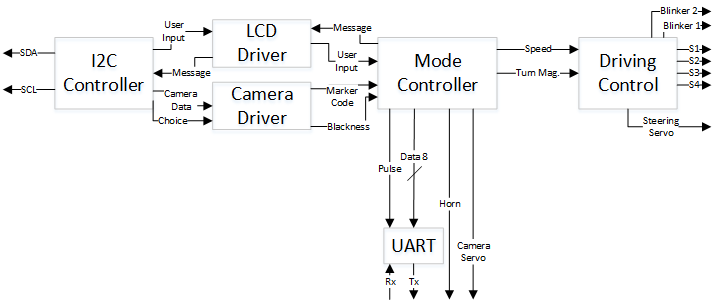 Blinker 2
Blinker 1
User
Input
LCD
Driver
Message
User
Input
Message
SDA
SCL
I2C
Controller
Camera
Data
Choice
Camera
Driver
Marker
Code
Blackness
Mode
Controller
Speed
Turn Mag.
Driving
Control
S1
S2
S3
S4
Steering
Servo
Pulse
Data 8
Horn
Camera
Servo
UART
Rx
Tx